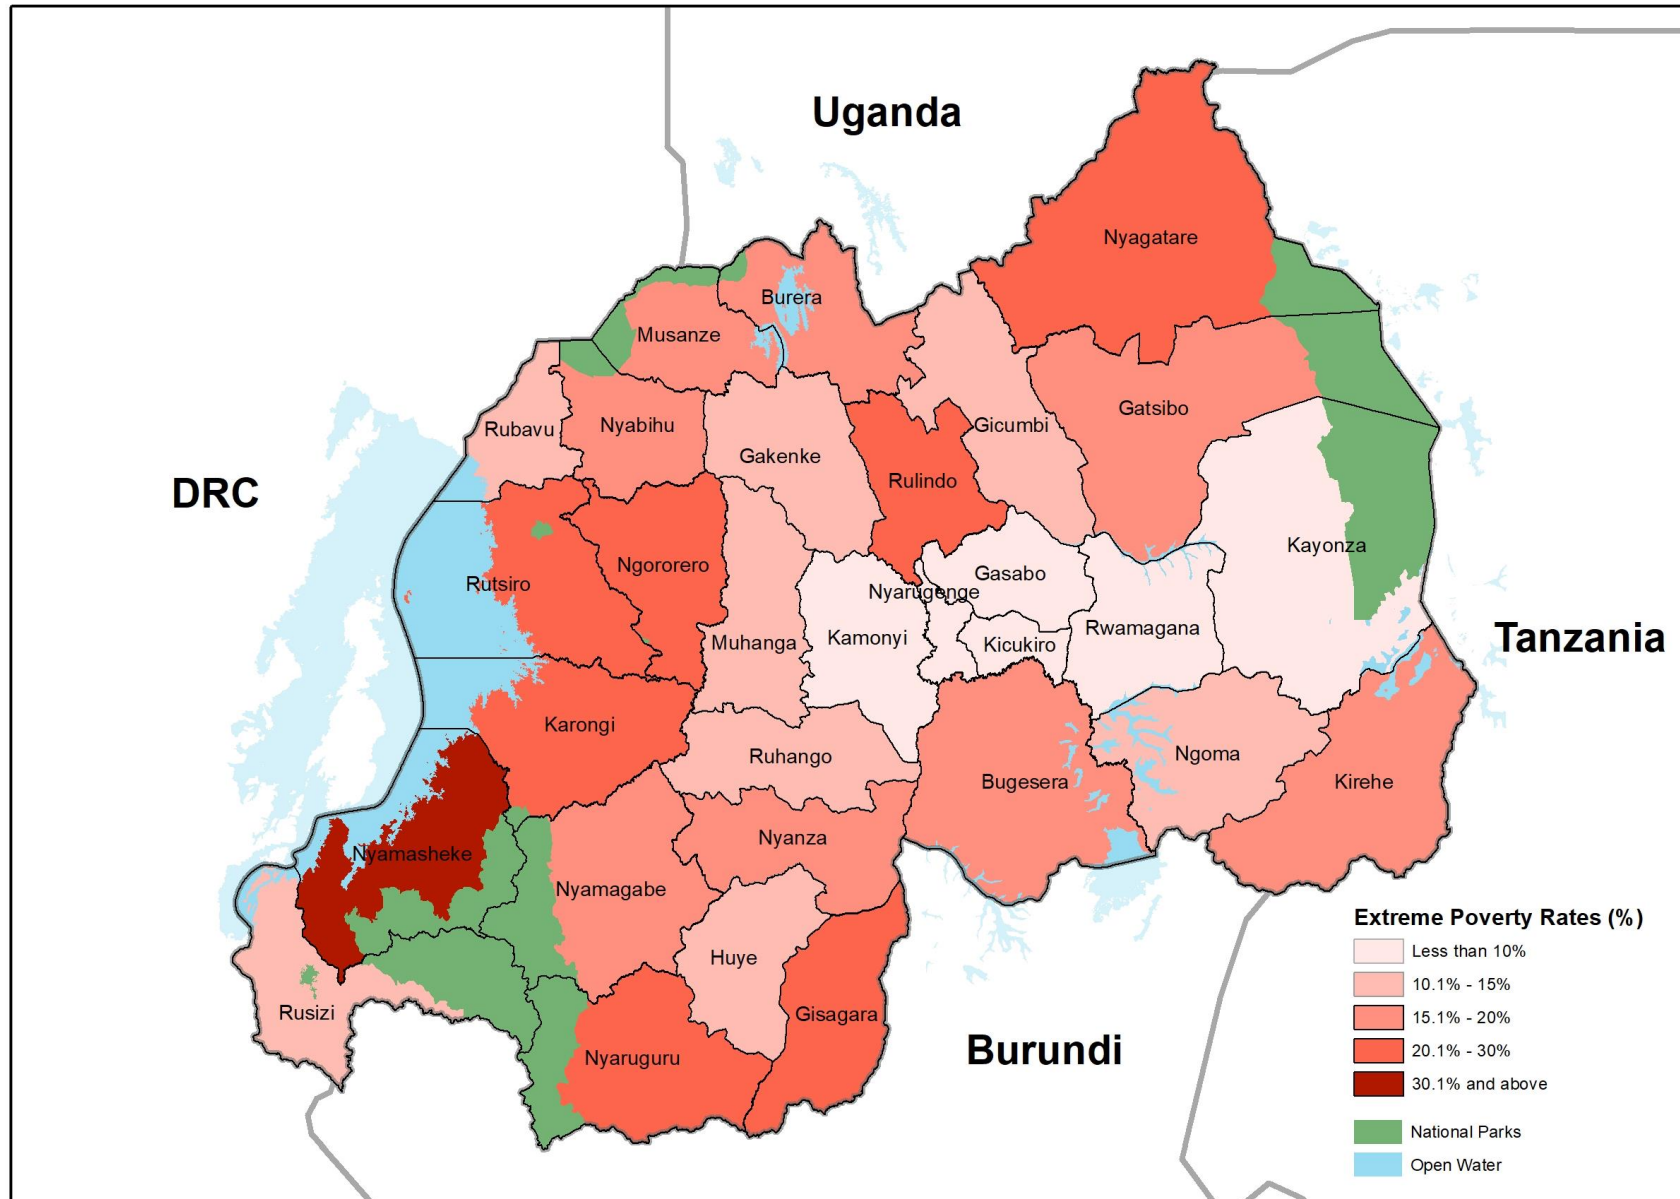 Uganda
Nyagatare
Burera
Musanze
Gatsibo
Rubavu
Nyabihu
Gicumbi
Gakenke
Rulindo
DRC
Kayonza
Ngororero
Gasabo
Rutsiro
Nyarugenge
Rwamagana
Kamonyi
Muhanga
Kicukiro
Tanzania
Karongi
Ruhango
Ngoma
Bugesera
Kirehe
Nyanza
Nyamasheke
Nyamagabe
Huye
Rusizi
Gisagara
Nyaruguru
Burundi
Extreme Poverty Rates (%)
Less than 10%
10.1% - 15%
15.1% - 20%
20.1% - 30%
30.1% and above
National Parks
Open Water